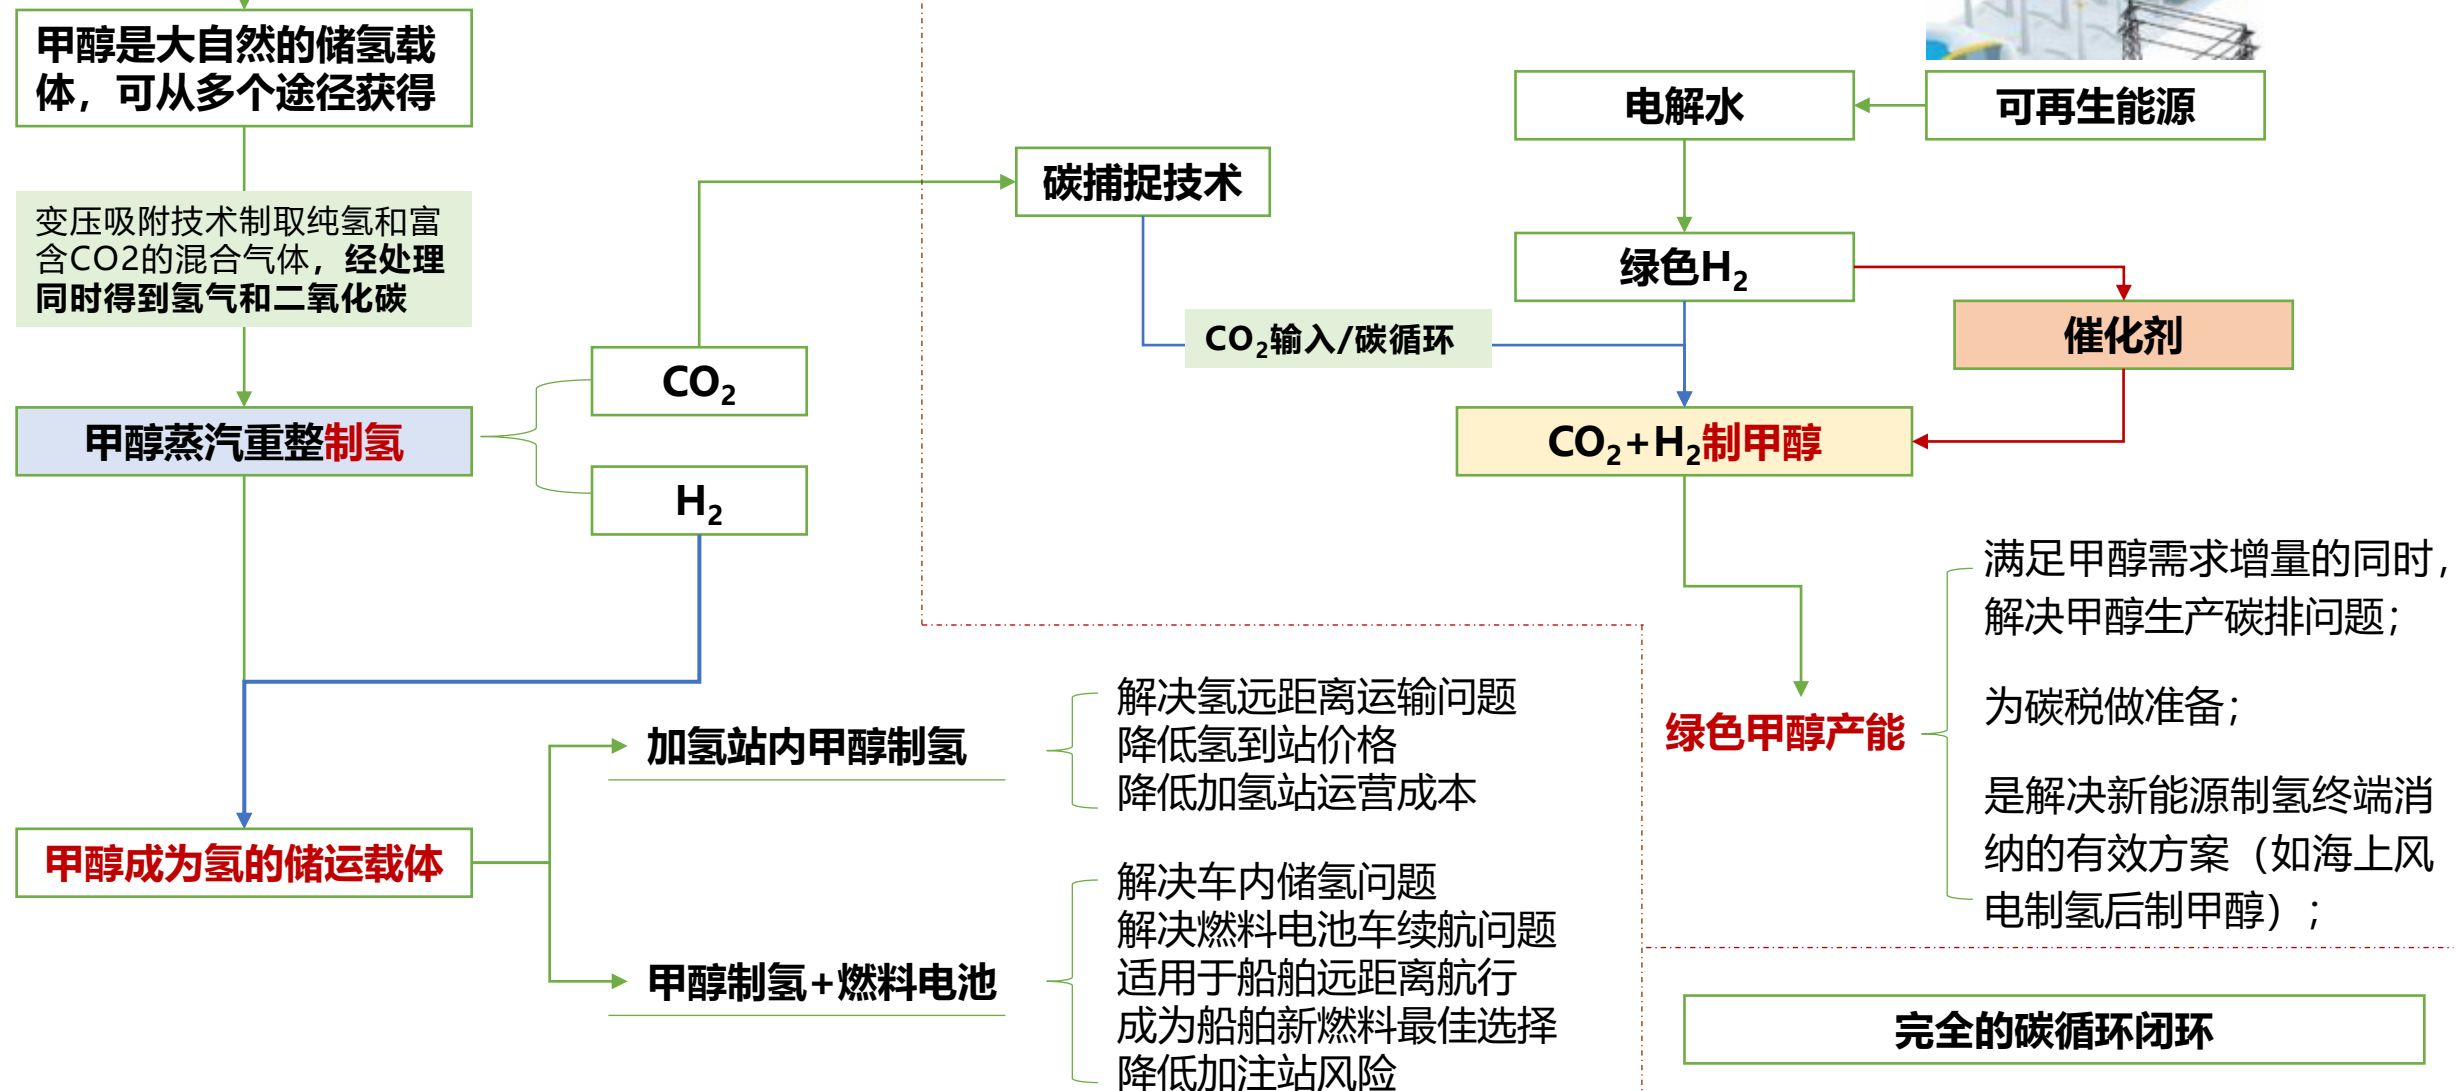 甲醇是大自然的储氢载
体，可从多个途径获得
变压吸附技术制取纯氢和富
含CO2的混合气体，经处理
同时得到氢气和二氧化碳
甲醇蒸汽重整制氢
CO₂
H₂
甲醇成为氢的储运载体
加氢站内甲醇制氢
解决氢远距离运输问题
降低氢到站价格
降低加氢站运营成本
甲醇制氢+燃料电池
解决车内储氢问题
解决燃料电池车续航问题
适用于船舶远距离航行
成为船舶新燃料最佳选择
降低加注站风险
碳捕捉技术
电解水
可再生能源
绿色H₂
CO₂输入/碳循环
催化剂
CO₂+H₂制甲醇
绿色甲醇产能
满足甲醇需求增量的同时，
解决甲醇生产碳排问题；
为碳税做准备；
是解决新能源制氢终端消
纳的有效方案（如海上风
电制氢后制甲醇）；
完全的碳循环闭环